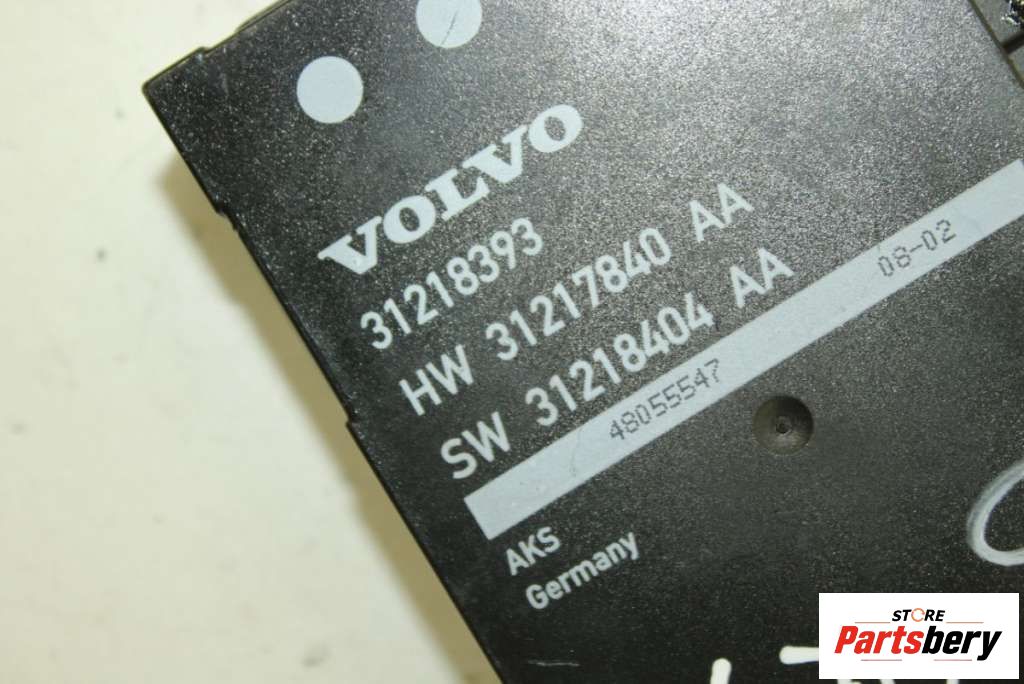 VOLVO
31218393
HW 31217840 AA
SW 31218404 AA
48055547 08-02
AKS
Germany
STORE
Partsbery